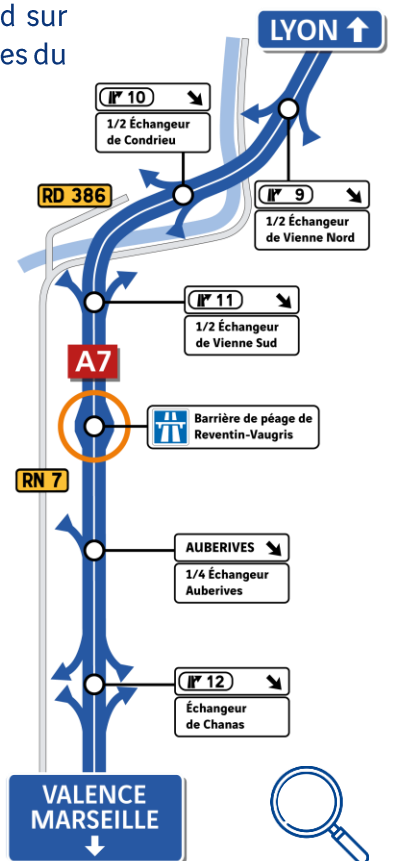 d sur
es du
LYON
10
1/2 Échangeur
de Condrieu
9
1/2 Échangeur
de Vienne Nord
RD 386
11
1/2 Échangeur
de Vienne Sud
A7
Barrière de péage de
Reventin-Vaugris
RN 7
AUBERIVES
1/4 Échangeur
Auberives
12
Échangeur
de Chanas
VALENCE
MARSEILLE